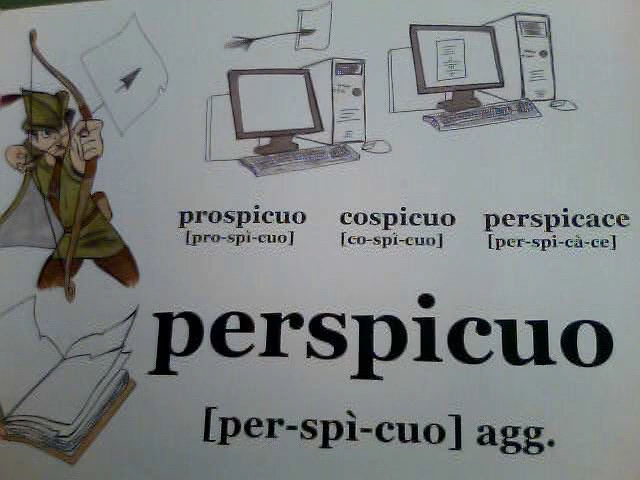 prospicuo cospicuo perspicace
[pro-spì-cuo] [co-spì-cuo] [per-spi-cà-ce]
perspicuo
[per-spì-cuo] agg.